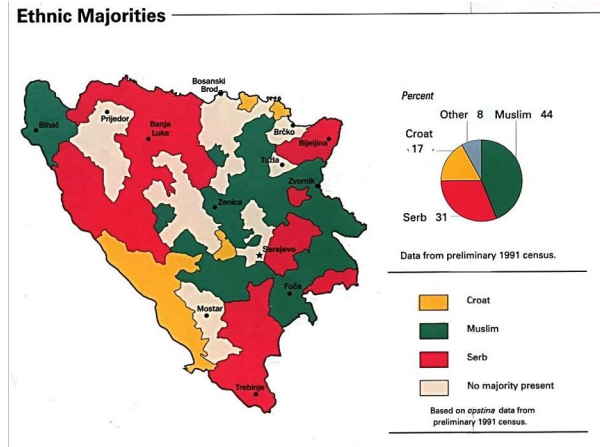 Ethnic Majorities
Bosanski
Brod
Prijedor
Bihać
Banja
Luka
Brčko
Bijeljina
Tuzla
Zvornik
Zenica
Sarajevo
Foča
Mostar
Trebinje
Percent
Other 8 Muslim 44
Croat
17
Serb 31
Data from preliminary 1991 census.
Croat
Muslim
Serb
No majority present
Based on opstina data from
preliminary 1991 census.